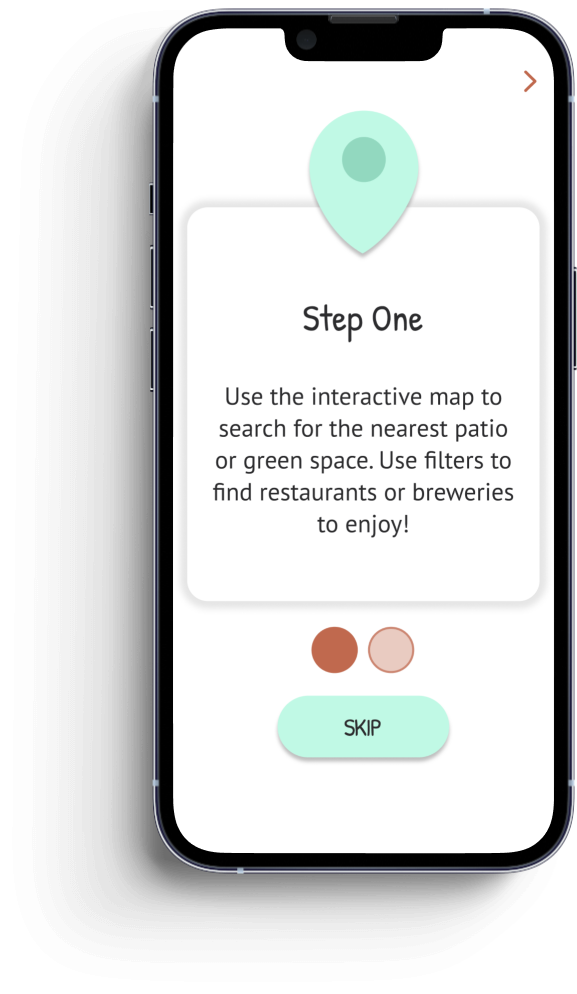 Step One
Use the interactive map to
search for the nearest patio
or green space. Use filters to
find restaurants or breweries
to enjoy!
SKIP